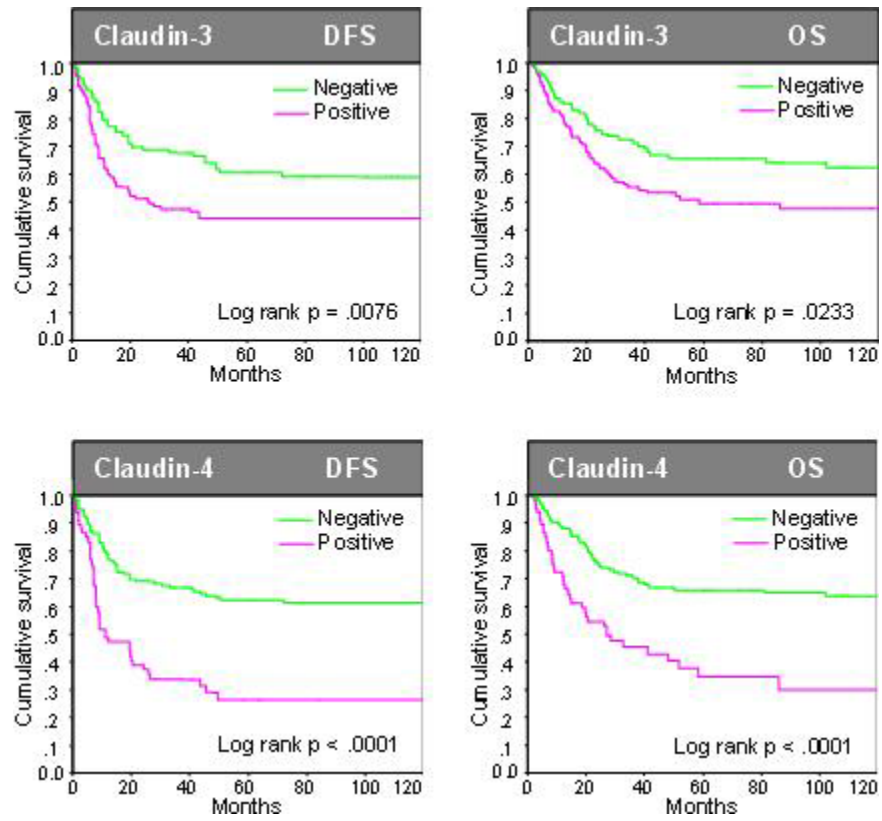 Claudin-3 DFS
1.0
.9
.8
.7
.6
.5
.4
.3
.2
.1
0.0
Cumulative survival
Negative
Positive
Log rank p = .0076
0 20 40 60 80 100 120
Months
Claudin-3 OS
1.0
.9
.8
.7
.6
.5
.4
.3
.2
.1
0.0
Cumulative survival
Negative
Positive
Log rank p = .0233
0 20 40 60 80 100 120
Months
Claudin-4 DFS
1.0
.9
.8
.7
.6
.5
.4
.3
.2
.1
0.0
Cumulative survival
Negative
Positive
Log rank p < .0001
0 20 40 60 80 100 120
Months
Claudin-4 OS
1.0
.9
.8
.7
.6
.5
.4
.3
.2
.1
0.0
Cumulative survival
Negative
Positive
Log rank p < .0001
0 20 40 60 80 100 120
Months